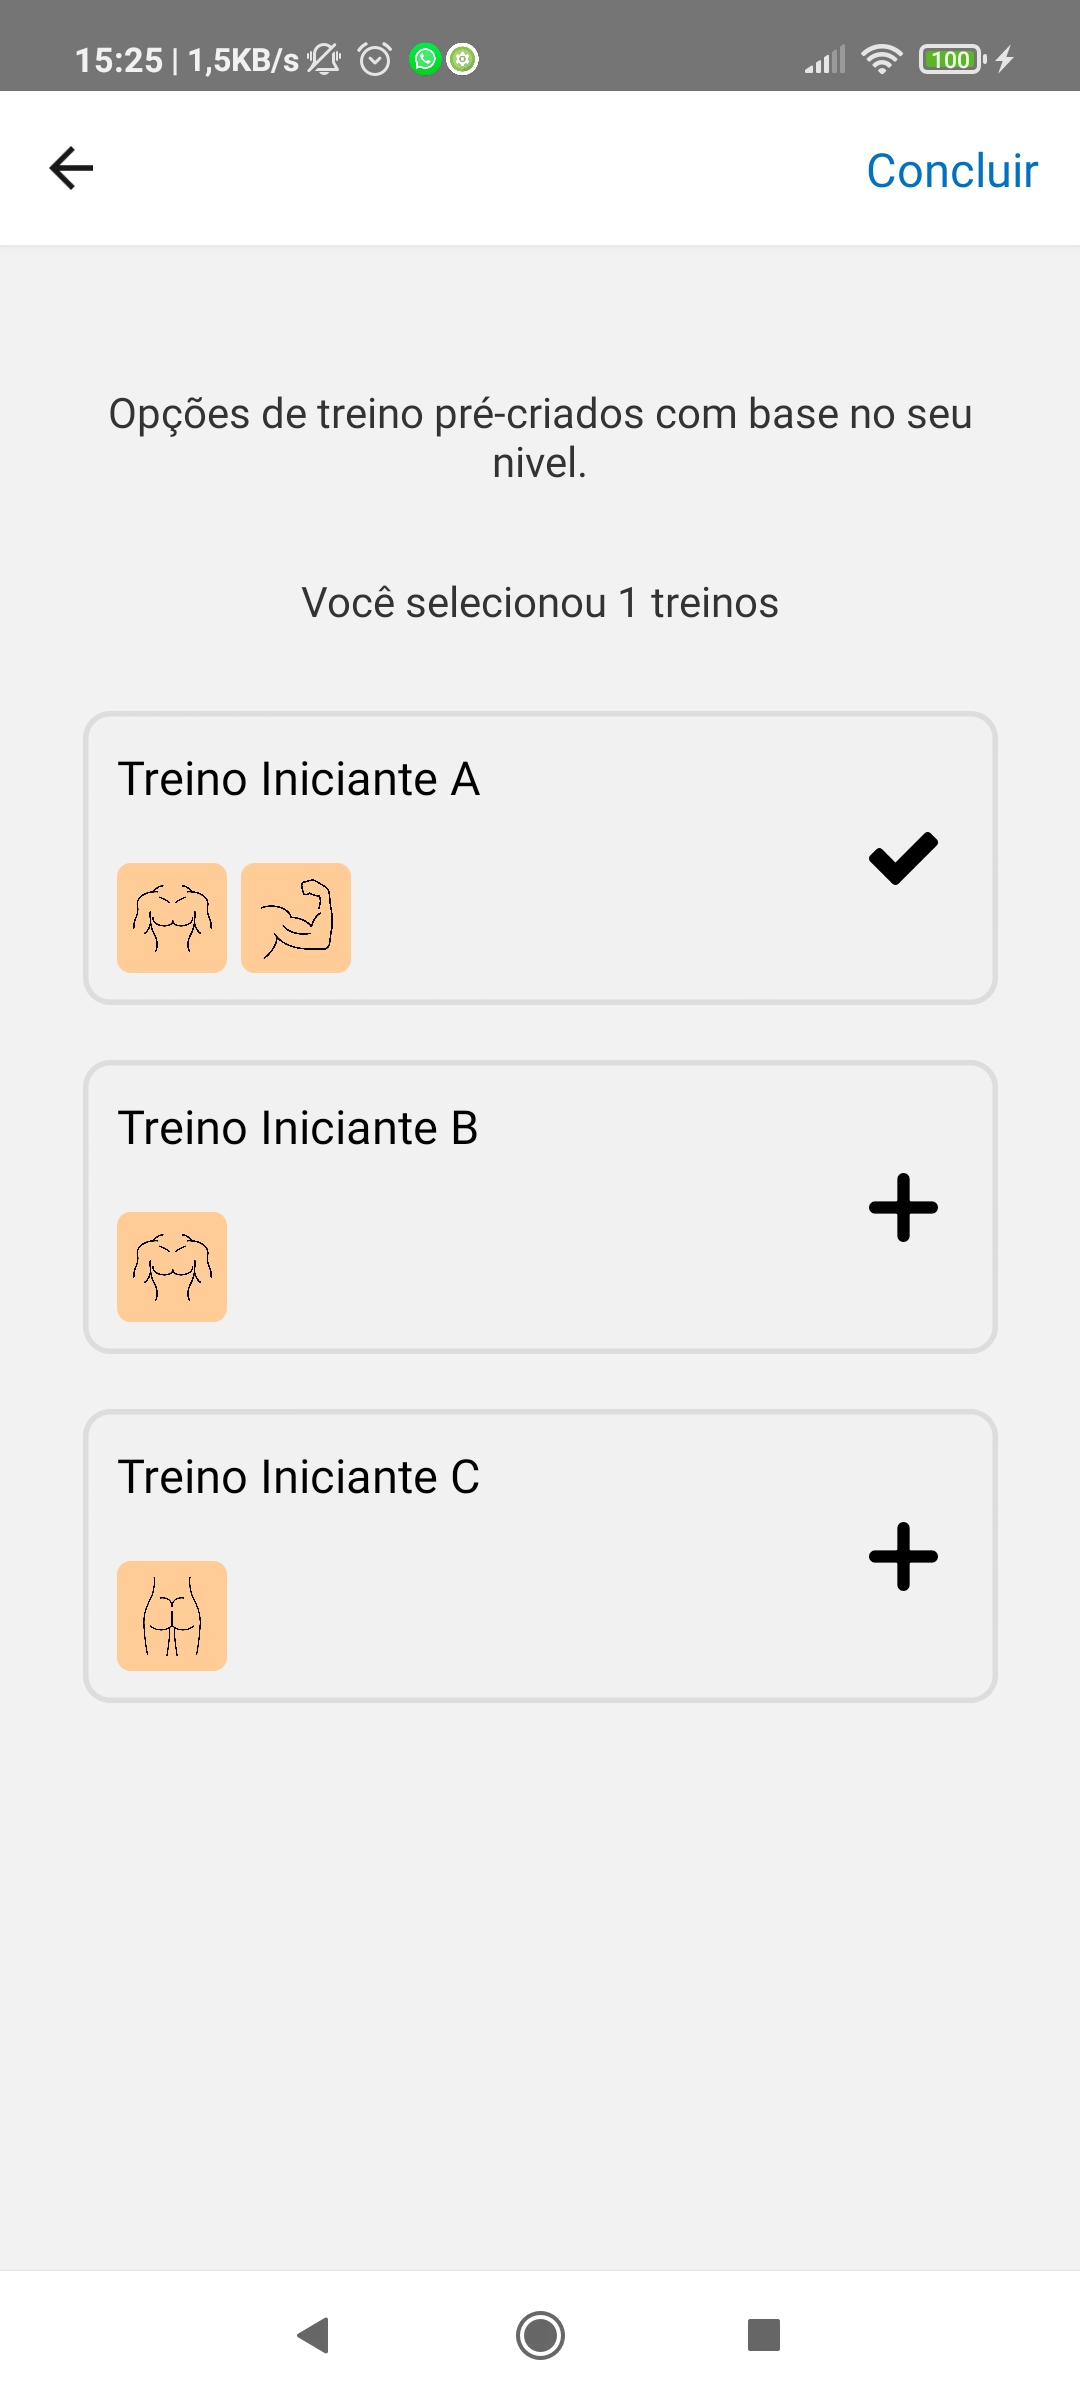 15:25 | 1,5KB/s
100
Concluir
Opções de treino pré-criados com base no seu
nivel.
Você selecionou 1 treinos
Treino Iniciante A
Treino Iniciante B
Treino Iniciante C